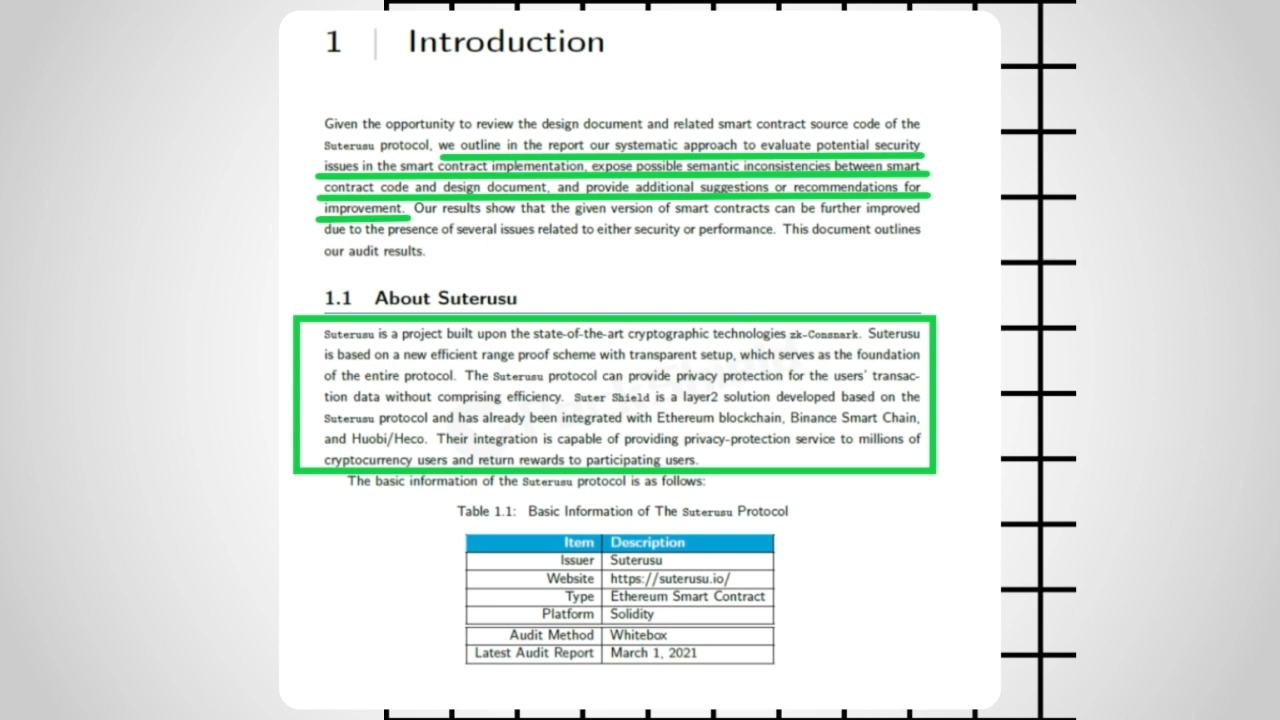 1 Introduction
Given the opportunity to review the design document and related smart contract source code of the
Suterusu protocol, we outline in the report our systematic approach to evaluate potential security
issues in the smart contract implementation, expose possible semantic inconsistencies between smart
contract code and design document, and provide additional suggestions or recommendations for
improvement. Our results show that the given version of smart contracts can be further improved
due to the presence of several issues related to either security or performance. This document outlines
our audit results.
1.1 About Suterusu
Suterusu is a project built upon the state-of-the-art cryptographic technologies zk-Consnark. Suterusu
is based on a new efficient range proof scheme with transparent setup, which serves as the foundation
of the entire protocol. The Suterusu protocol can provide privacy protection for the users' transac-
tion data without comprising efficiency. Suter Shield is a layer2 solution developed based on the
Suterusu protocol and has already been integrated with Ethereum blockchain, Binance Smart Chain,
and Huobi/Heco. Their integration is capable of providing privacy-protection service to millions of
cryptocurrency users and return rewards to participating users.
The basic information of the Suterusu protocol is as follows:
Table 1.1: Basic Information of The Suterusu Protocol
Item Description
Issuer Suterusu
Website https://suterusu.io/
Type Ethereum Smart Contract
Platform Solidity
Audit Method Whitebox
Latest Audit Report March 1, 2021